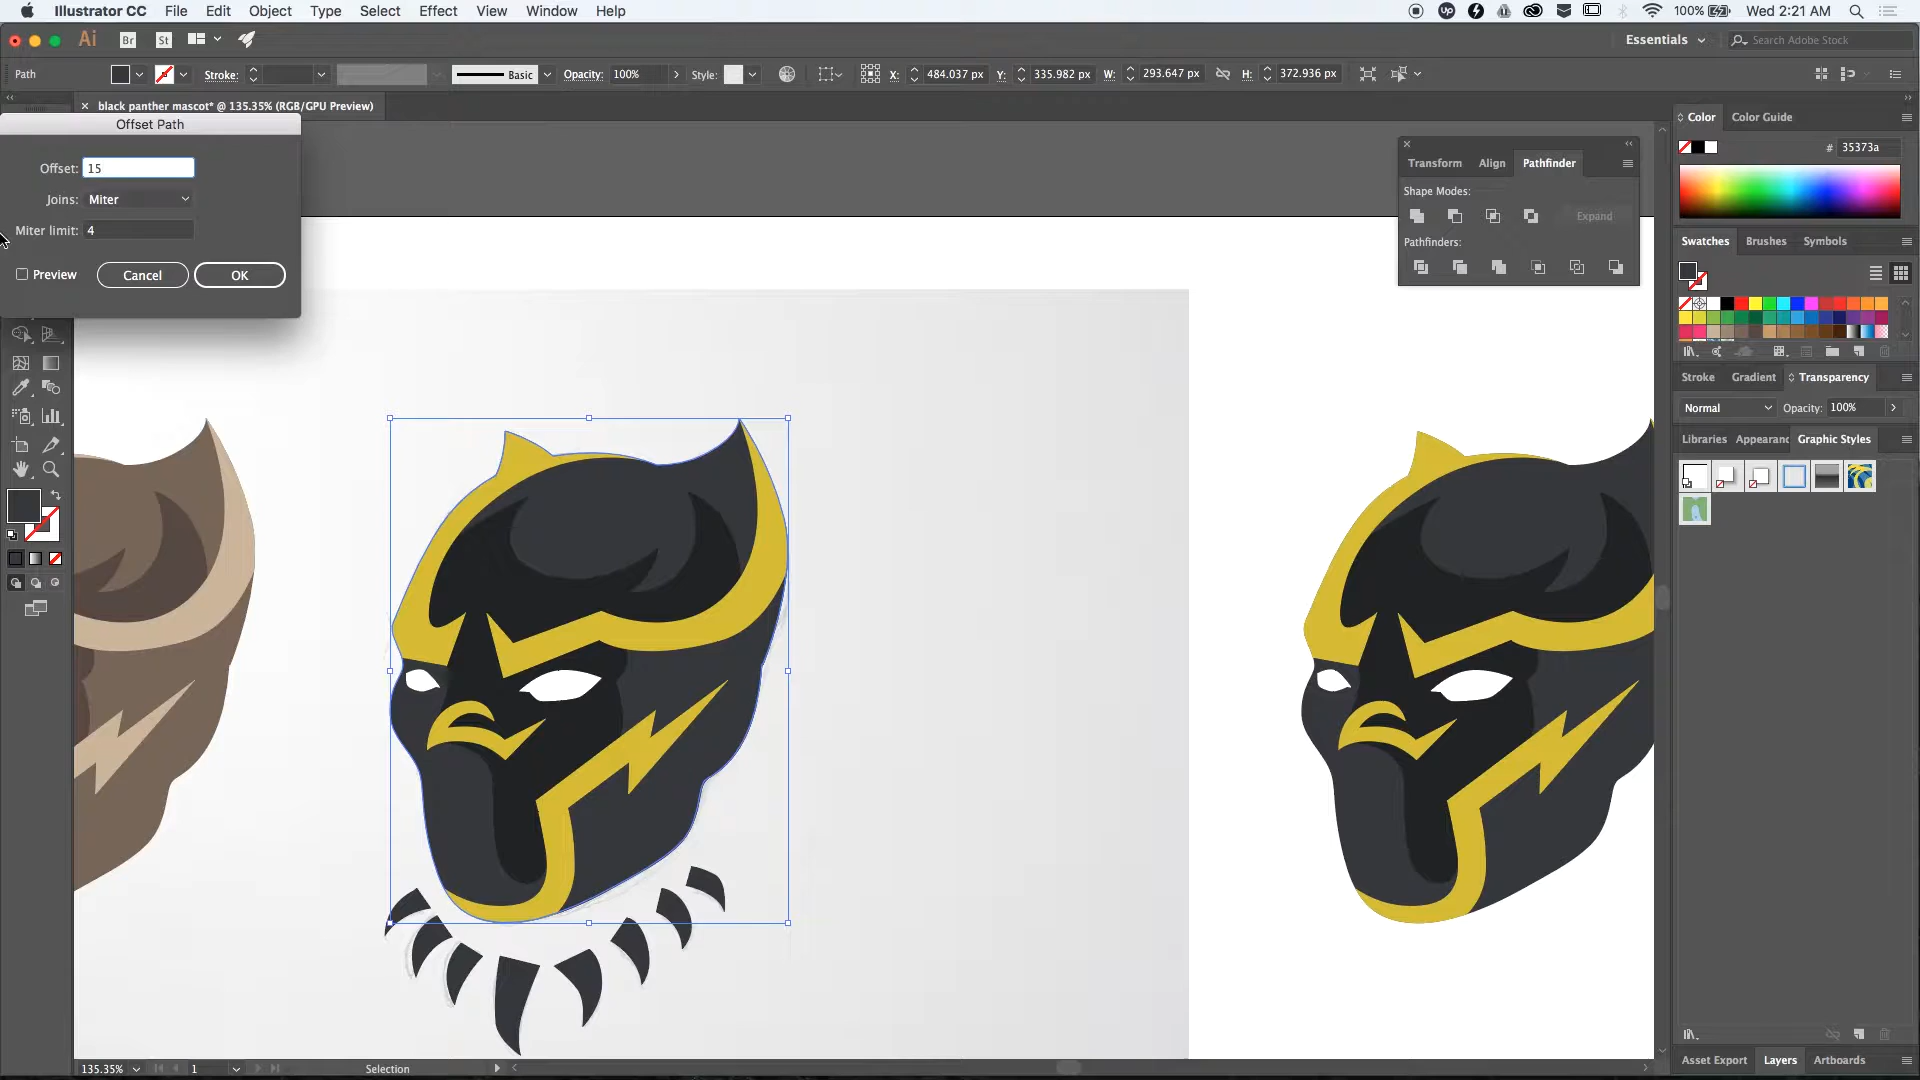 Illustrator CC File Edit Object Type Select Effect View Window Help
100% Wed 2:21 AM
Ai Br St Essentials Search Adobe Stock
Path Stroke: Basic Opacity: 100% Style: X: 484.037 px Y: 335.982 px W: 293.647 px H: 372.936 px
black panther mascot* @ 135.35% (RGB/GPU Preview)
Offset Path
Offset: 15
Joins: Miter
Miter limit: 4
Preview Cancel OK
Transform Align Pathfinder
Shape Modes:
Expand
Pathfinders:
Color Color Guide
# 35373a
Swatches Brushes Symbols
Stroke Gradient Transparency
Normal Opacity: 100%
Libraries Appearanc Graphic Styles
135.35% 1 Selection
Asset Export Layers Artboards